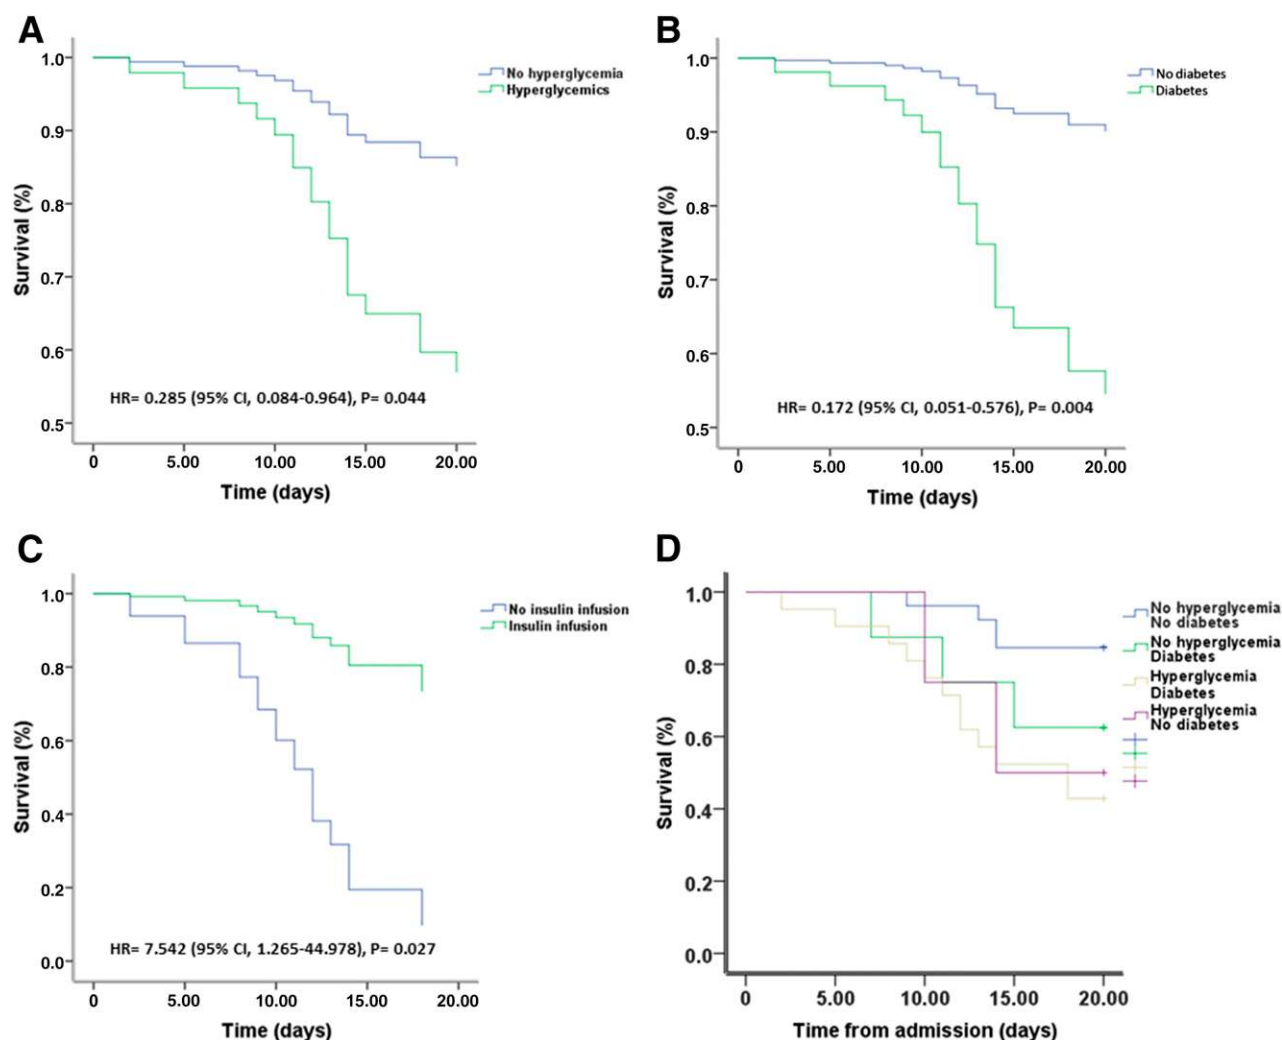 A
1.0
0.9
0.8
0.7
0.6
0.5
Survival (%)
No hyperglycemia
Hyperglycemics
HR= 0.285 (95% CI, 0.084-0.964), P= 0.044
0 5.00 10.00 15.00 20.00
Time (days)
B
1.0
0.9
0.8
0.7
0.6
0.5
Survival (%)
No diabetes
Diabetes
HR= 0.172 (95% CI, 0.051-0.576), P= 0.004
0 5.00 10.00 15.00 20.00
Time (days)
C
1.0
0.8
0.6
0.4
0.2
0.0
Survival (%)
No insulin infusion
Insulin infusion
HR= 7.542 (95% CI, 1.265-44.978), P= 0.027
0 5.00 10.00 15.00 20.00
Time (days)
D
1.0
0.8
0.6
0.4
0.2
0.0
Survival (%)
No hyperglycemia
No diabetes
No hyperglycemia
Diabetes
Hyperglycemia
Diabetes
Hyperglycemia
No diabetes
0 5.00 10.00 15.00 20.00
Time from admission (days)